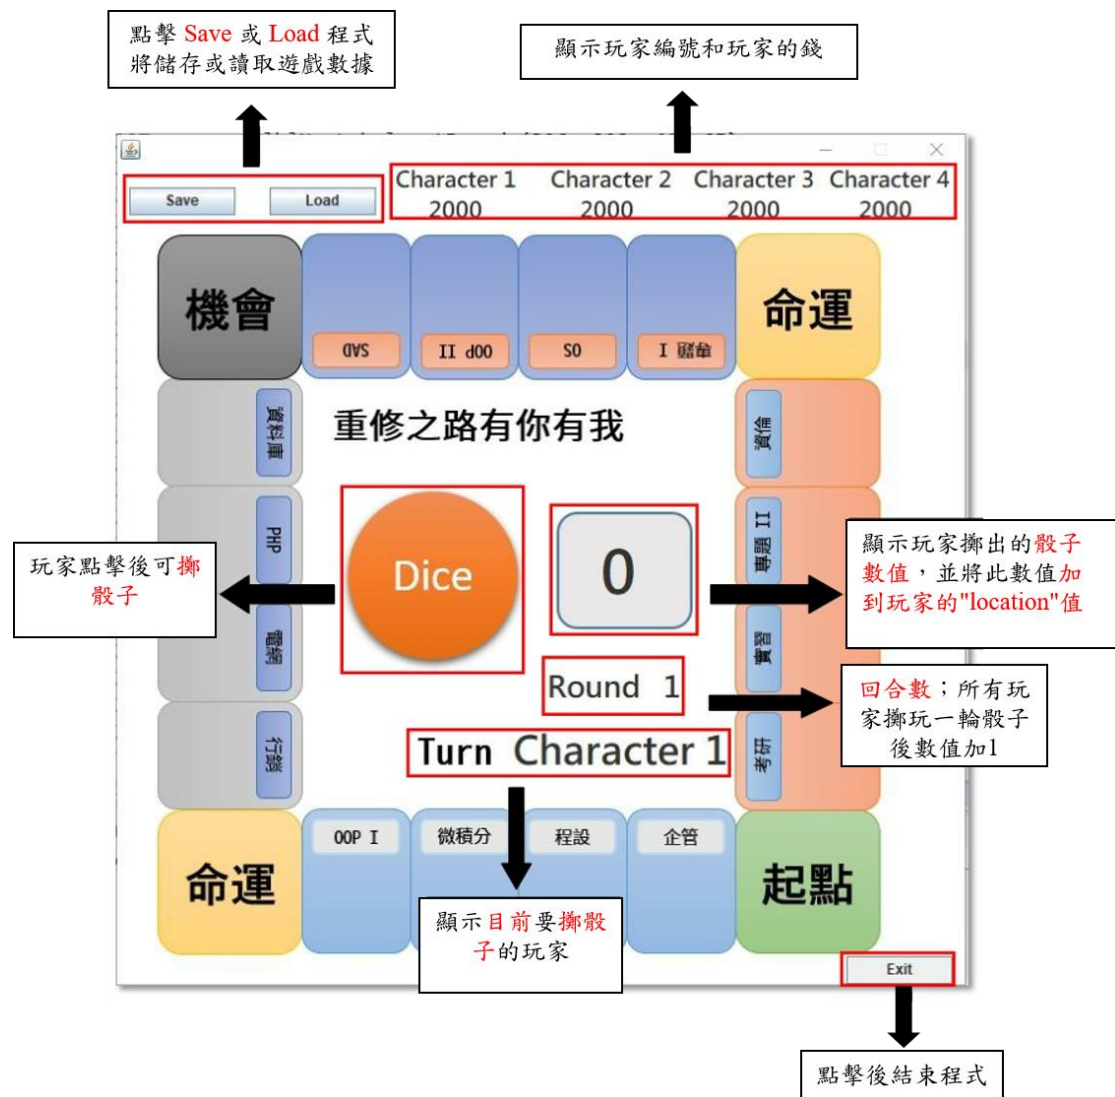 點擊 Save 或 Load 程式
將儲存或讀取遊戲數據
顯示玩家編號和玩家的錢
Save
Load
Character 1
Character 2
Character 3
Character 4
2000
2000
2000
2000
機會
SAD
OOP II
OS
專題 I
命運
資料庫
重修之路有你有我
資倫
PHP
Dice
0
專題 II
玩家點擊後可擲
骰子
顯示玩家擲出的骰子
數值，並將此數值加
到玩家的"location"值
電網
實習
Round 1
回合數；所有玩
家擲玩一輪骰子
後數值加1
行銷
Turn Character 1
考研
命運
OOP I
微積分
程設
企管
起點
顯示目前要擲骰
子的玩家
Exit
點擊後結束程式